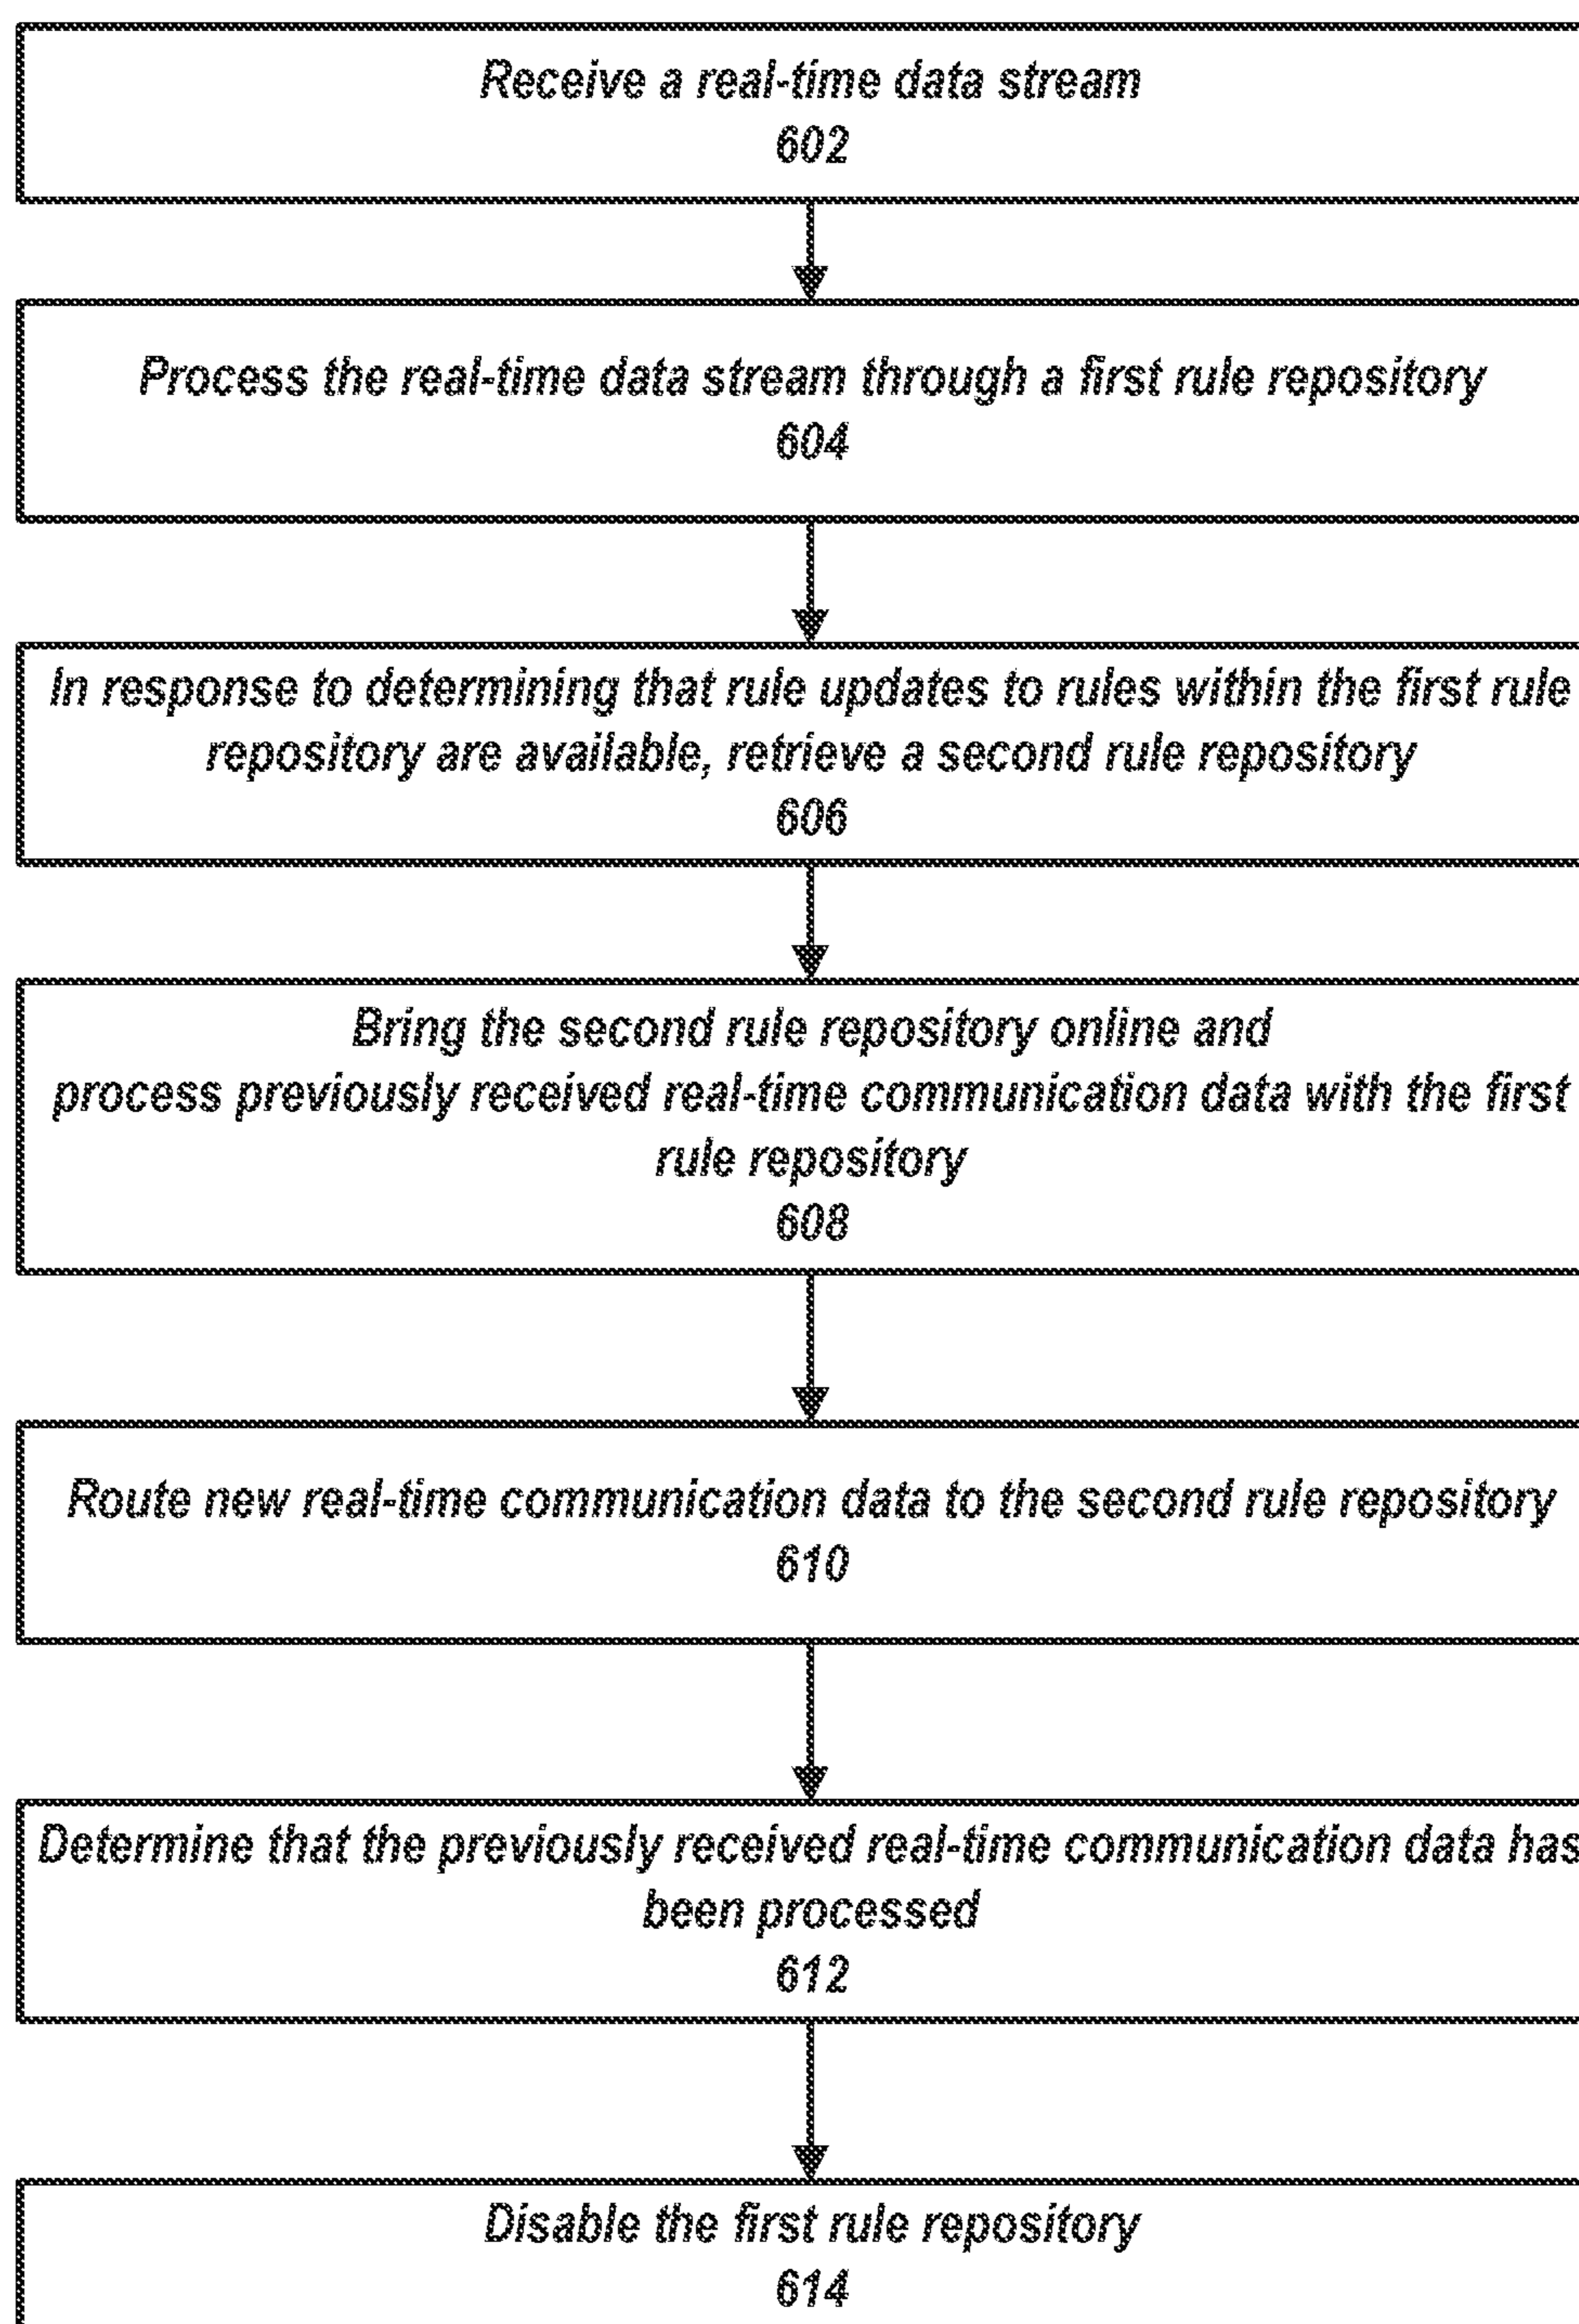 Receive a real-time data stream
602
Process the real-time data stream through a first rule repository
604
In response to determining that rule updates to rules within the first rule
repository are available, retrieve a second rule repository
606
Bring the second rule repository online and
process previously received real-time communication data with the first
rule repository
608
Route new real-time communication data to the second rule repository
610
Determine that the previously received real-time communication data has
been processed
612
Disable the first rule repository
614